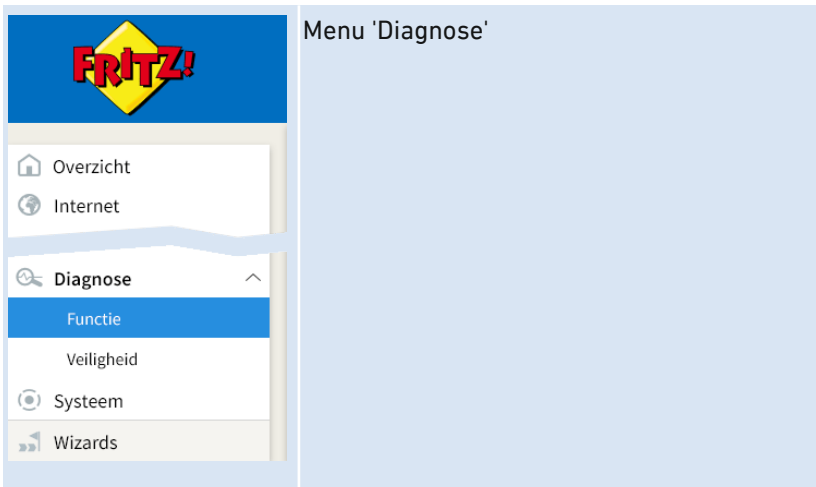 FRITZ!
Menu 'Diagnose'
Overzicht
Internet
Diagnose
Functie
Veiligheid
Systeem
Wizards